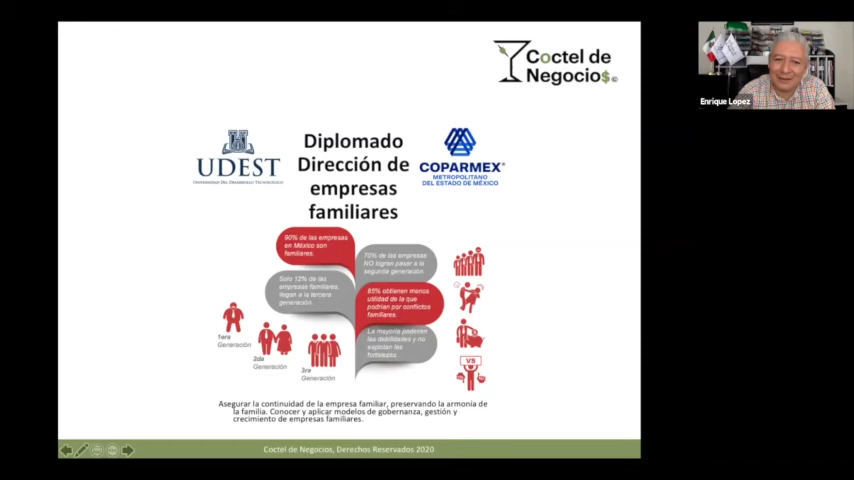 Coctel de
Negocio$©
Enrique Lopez
UDEST
UNIVERSIDAD DEL DESARROLLO TECNOLÓGICO
Diplomado
Dirección de
empresas
familiares
COPARMEX®
METROPOLITANO
DEL ESTADO DE MÉXICO
90% de las empresas
en México son
familiares.
70% de las empresas
NO logran pasar a la
segunda generación.
Solo 12% de las
empresas familiares,
llegan a la tercera
generación.
85% obtienen menos
utilidad de la que
podrían por conflictos
familiares.
La mayoría padecen
las debilidades y no
explotan las
fortalezas.
1era
Generación
2da
Generación
3ra
Generación
VS
Asegurar la continuidad de la empresa familiar, preservando la armonía de
la familia. Conocer y aplicar modelos de gobernanza, gestión y
crecimiento de empresas familiares.
Coctel de Negocios, Derechos Reservados 2020